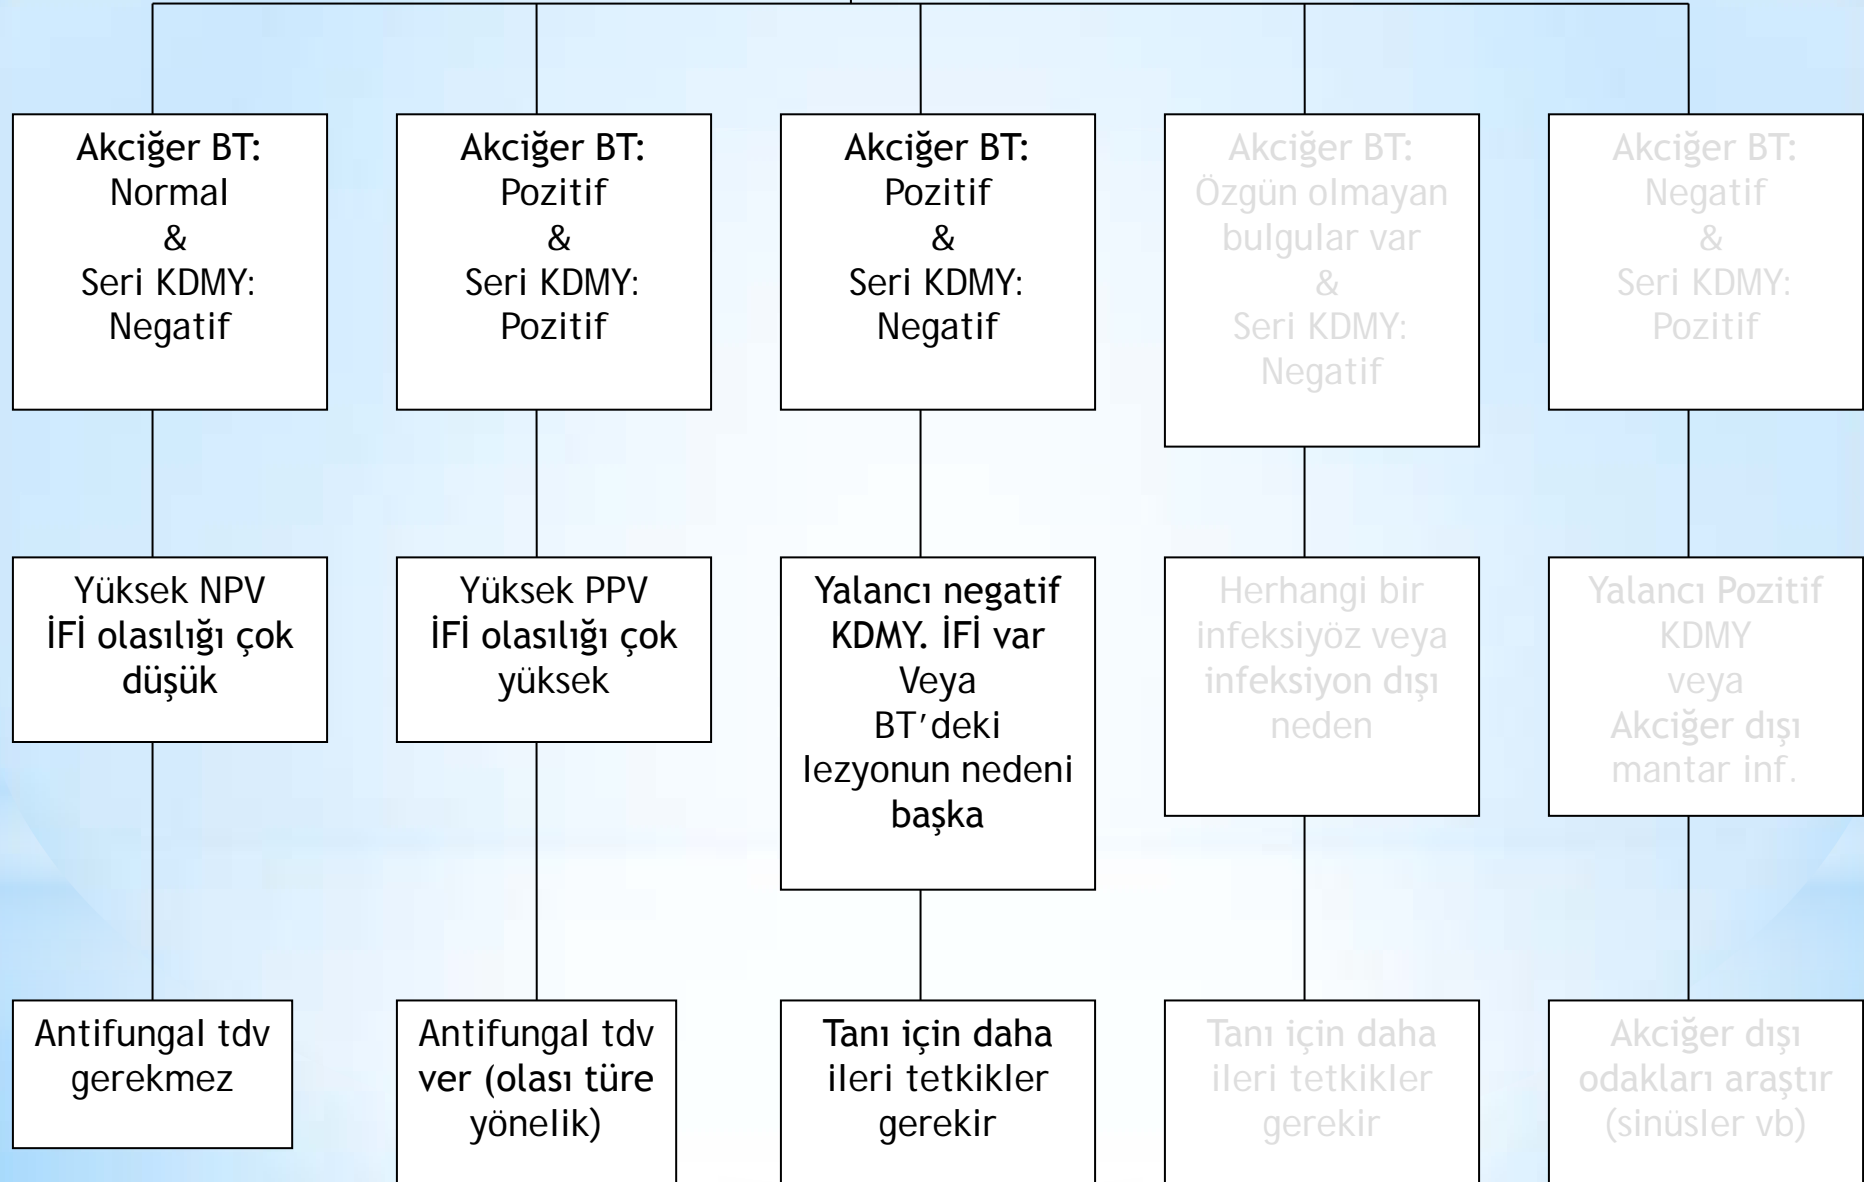 Akciğer BT:
Normal
&
Seri KDMY:
Negatif
Akciğer BT:
Pozitif
&
Seri KDMY:
Pozitif
Akciğer BT:
Pozitif
&
Seri KDMY:
Negatif
Akciğer BT:
Özgün olmayan
bulgular var
&
Seri KDMY:
Negatif
Akciğer BT:
Negatif
&
Seri KDMY:
Pozitif
Yüksek NPV
İFİ olasılığı çok
düşük
Yüksek PPV
İFİ olasılığı çok
yüksek
Yalancı negatif
KDMY. İFİ var
Veya
BT’deki
lezyonun nedeni
başka
Herhangi bir
infeksiyöz veya
infeksiyon dışı
neden
Yalancı Pozitif
KDMY
veya
Akciğer dışı
mantar inf.
Antifungal tdv
gerekmez
Antifungal tdv
ver (olası türe
yönelik)
Tanı için daha
ileri tetkikler
gerekir
Tanı için daha
ileri tetkikler
gerekir
Akciğer dışı
odakları araştır
(sinüsler vb)